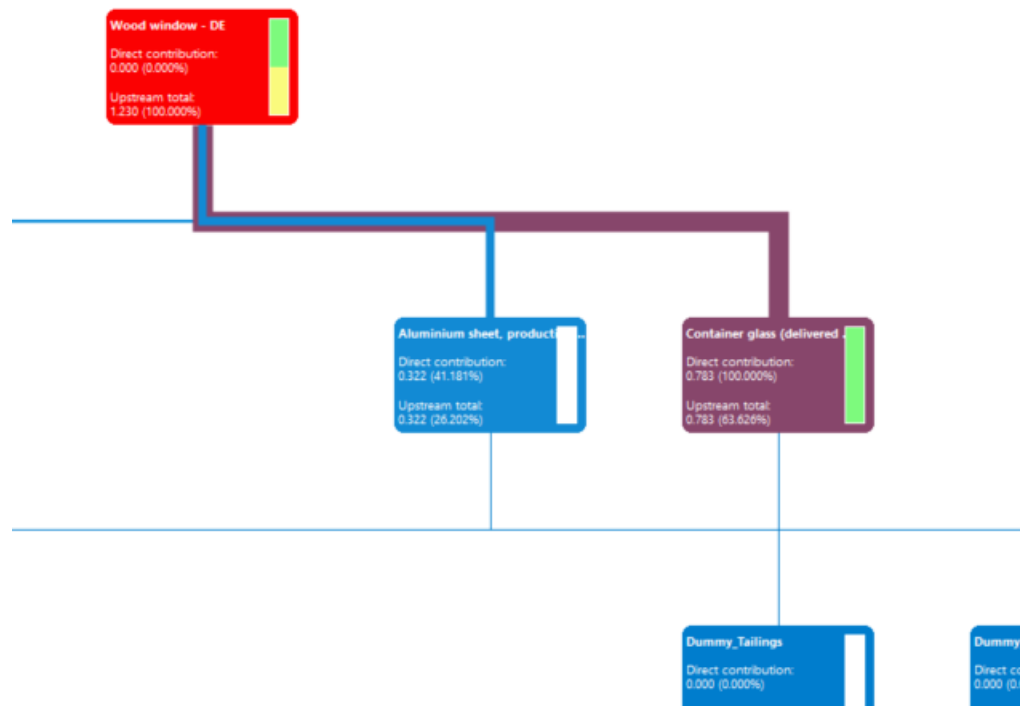 Wood window - DE
Direct contribution:
0.000 (0.000%)
Upstream total:
1.230 (100.000%)
Aluminium sheet, producti...
Direct contribution:
0.322 (41.181%)
Upstream total:
0.322 (26.202%)
Container glass (delivered ...
Direct contribution:
0.783 (100.000%)
Upstream total:
0.783 (63.626%)
Dummy_Tailings
Direct contribution:
0.000 (0.000%)
Dummy
Direct co
0.000 (0.0